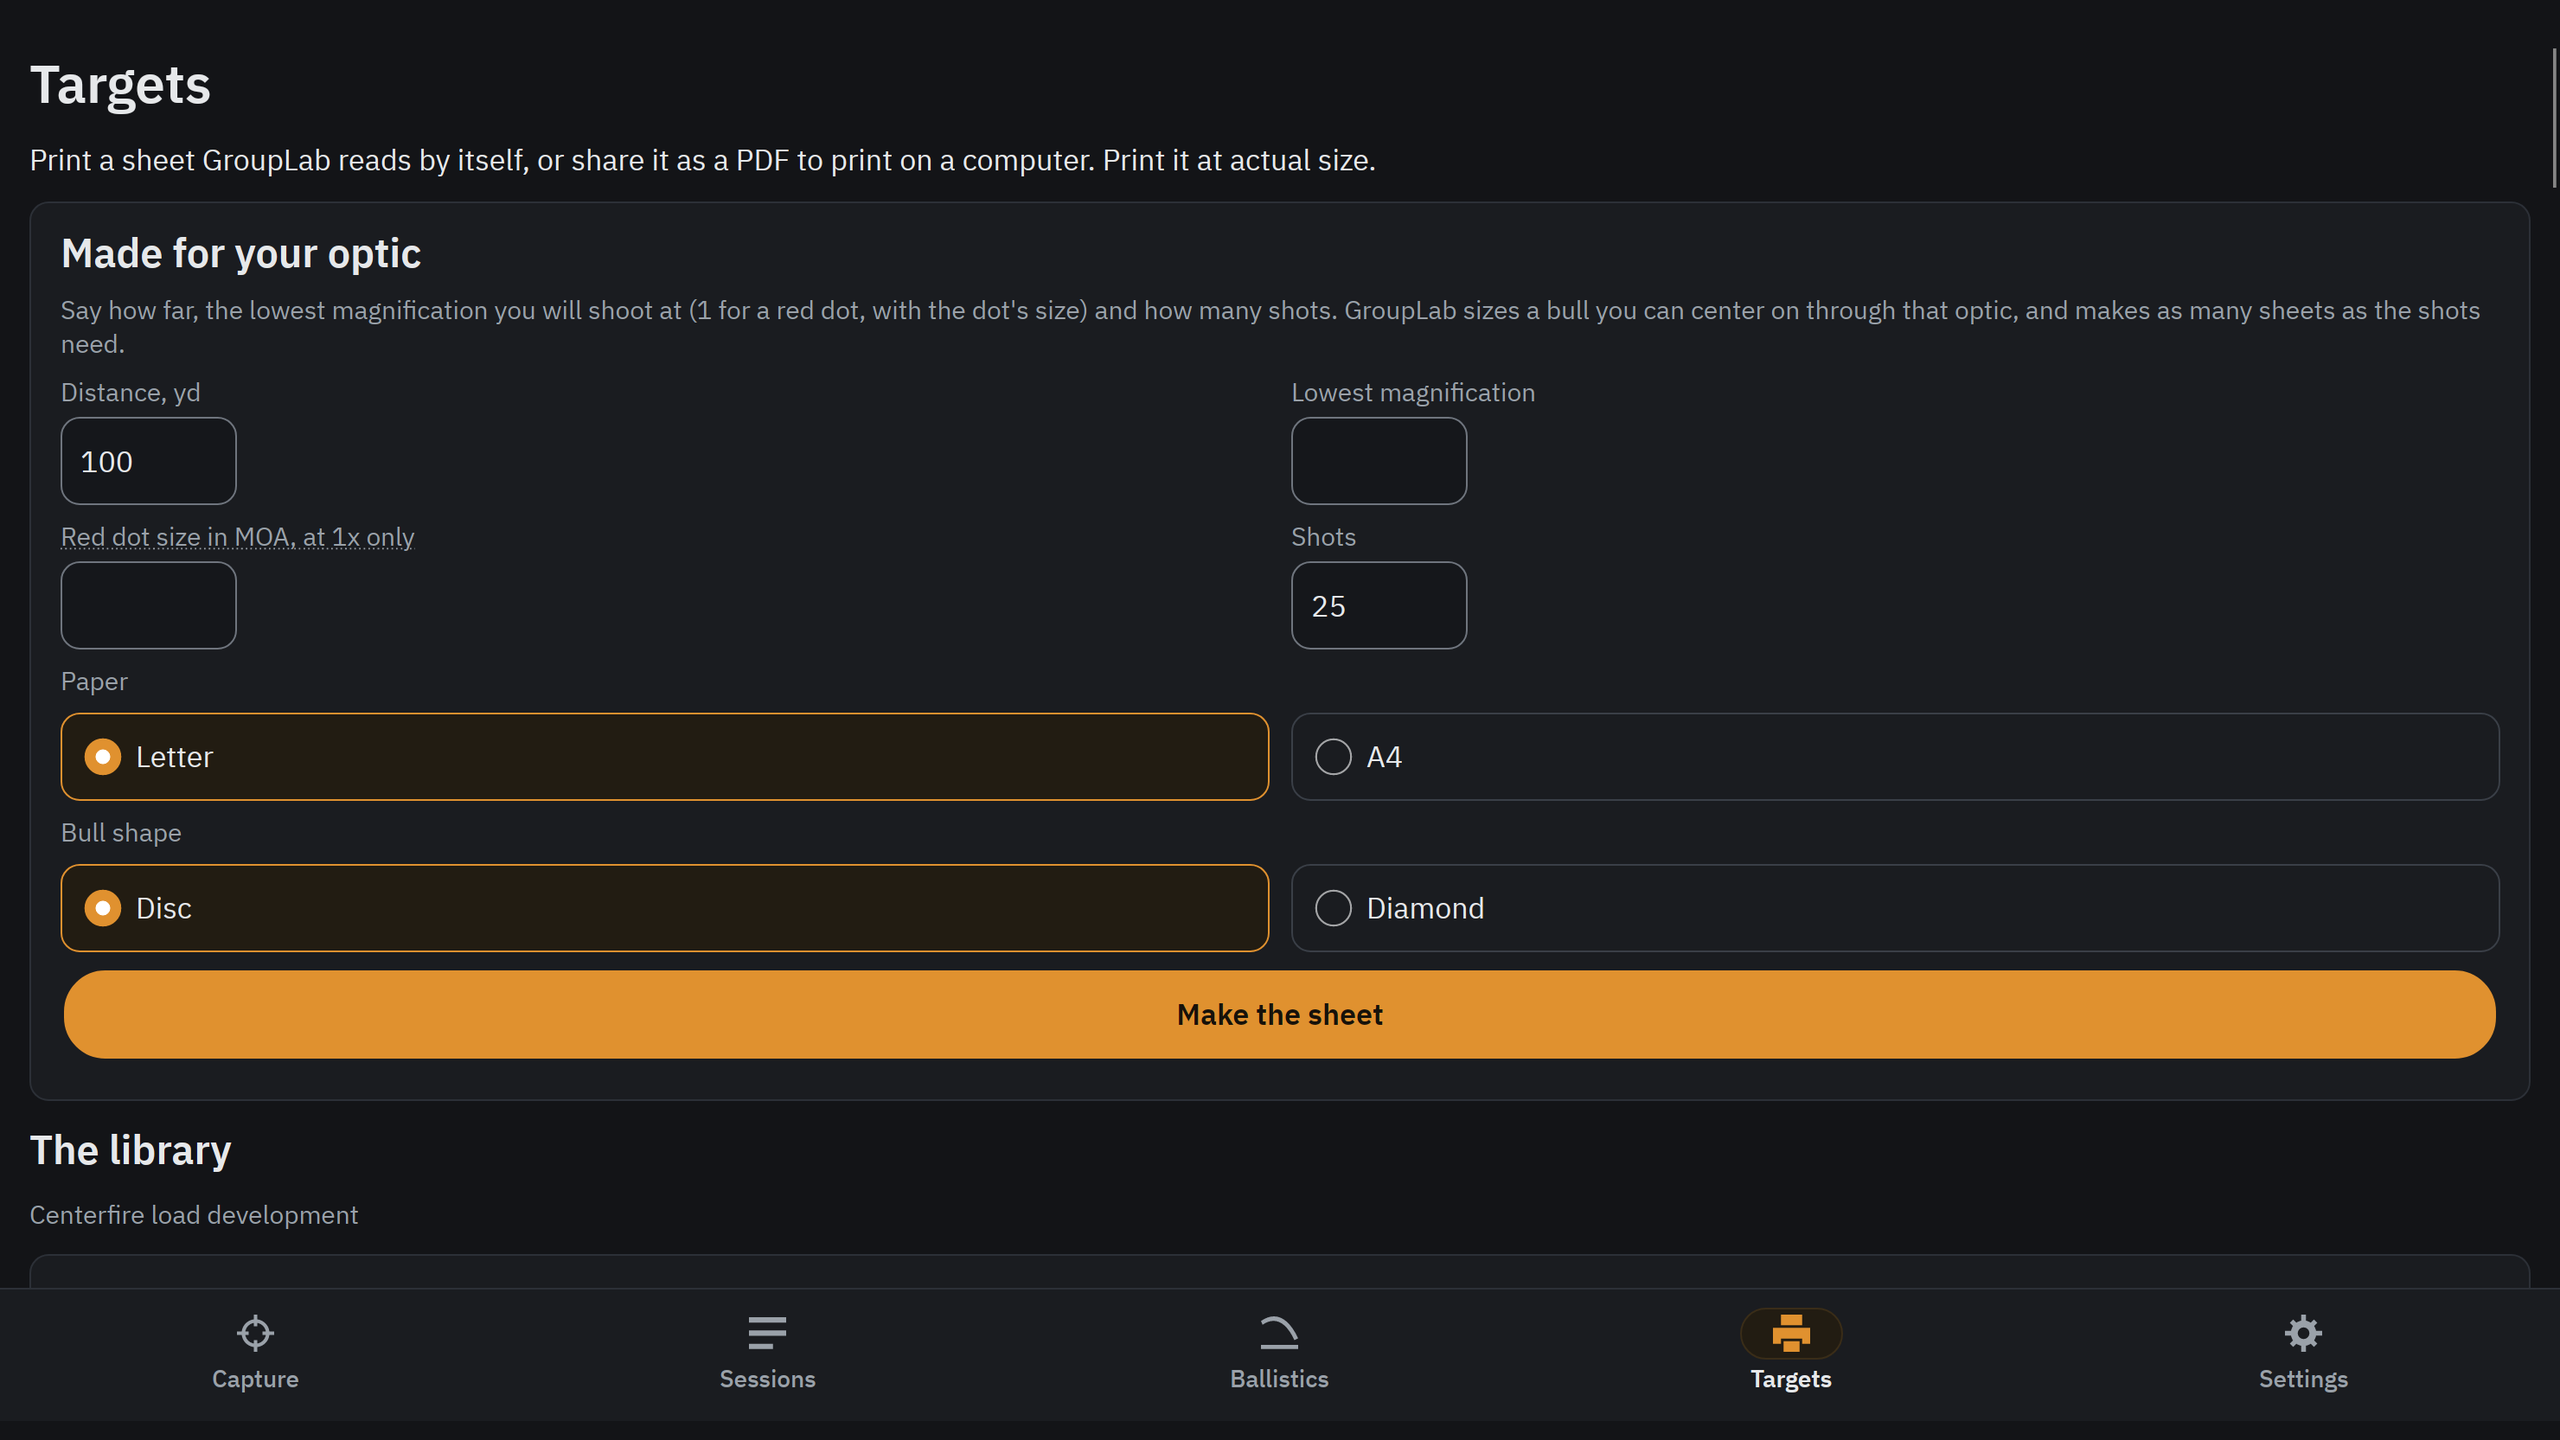 Targets
Print a sheet GroupLab reads by itself, or share it as a PDF to print on a computer. Print it at actual size.
Made for your optic
Say how far, the lowest magnification you will shoot at (1 for a red dot, with the dot's size) and how many shots. GroupLab sizes a bull you can center on through that optic, and makes as many sheets as the shots
need.
Distance, yd
Lowest magnification
100
Red dot size in MOA, at 1x only
Shots
25
Paper
Letter
A4
Bull shape
Disc
Diamond
Make the sheet
The library
Centerfire load development
Capture
Sessions
Ballistics
Targets
Settings